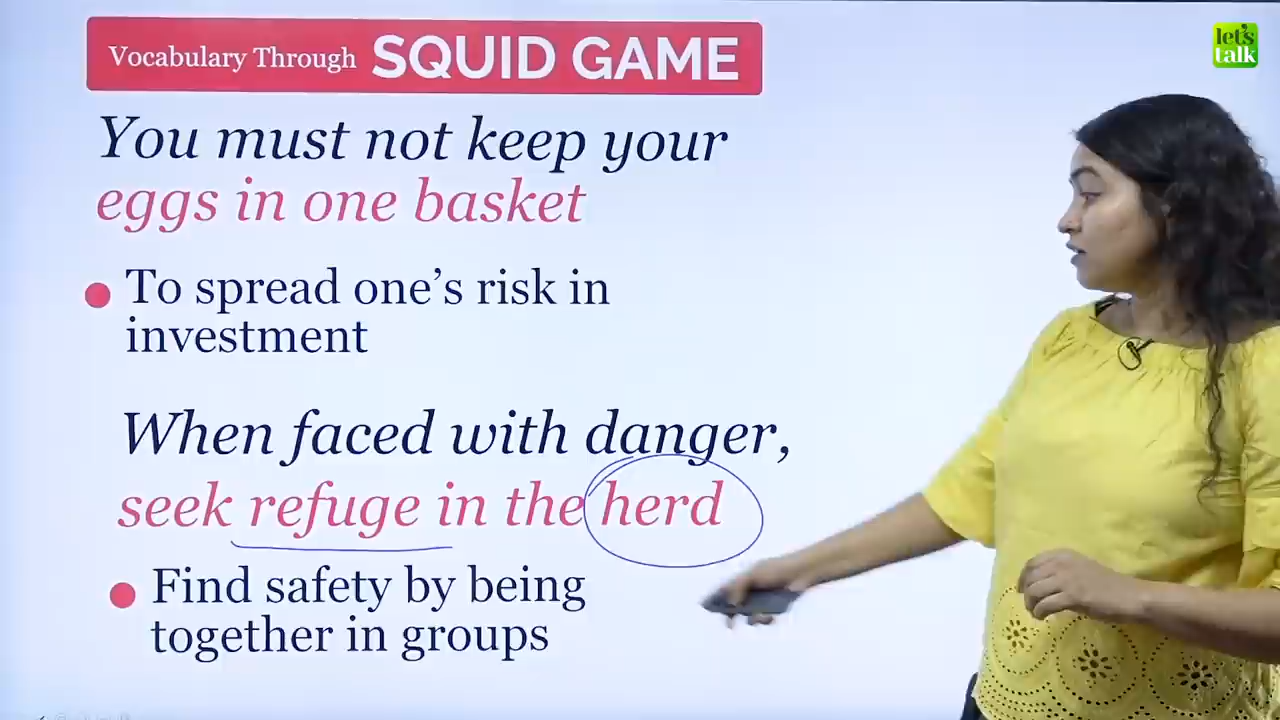 Vocabulary Through SQUID GAME
let's
talk
You must not keep your
eggs in one basket
To spread one's risk in
investment
When faced with danger,
seek refuge in the herd
Find safety by being
together in groups